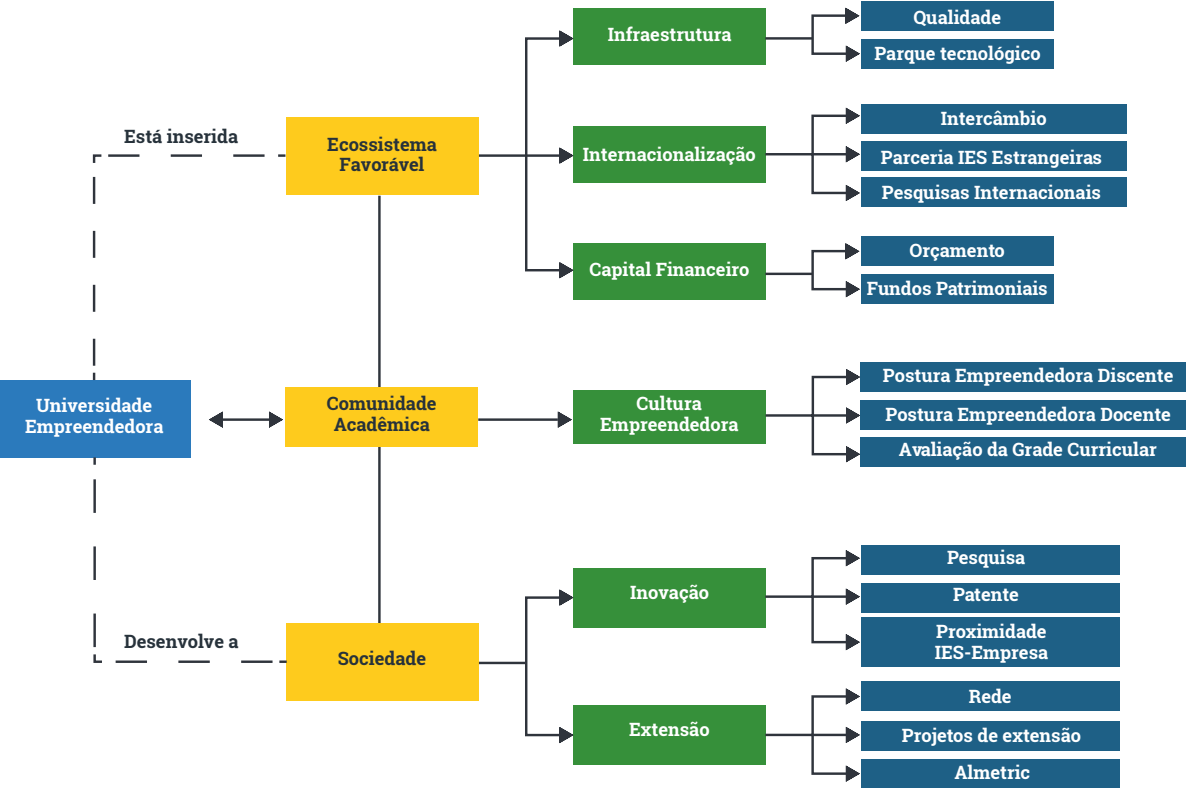 Infraestrutura
Qualidade
Parque tecnológico
Está inserida
Ecossistema
Favorável
Internacionalização
Intercâmbio
Parceria IES Estrangeiras
Pesquisas Internacionais
Capital Financeiro
Orçamento
Fundos Patrimoniais
Universidade
Empreendedora
Comunidade
Acadêmica
Cultura
Empreendedora
Postura Empreendedora Discente
Postura Empreendedora Docente
Avaliação da Grade Curricular
Desenvolve a
Sociedade
Inovação
Pesquisa
Patente
Proximidade
IES-Empresa
Extensão
Rede
Projetos de extensão
Almetric